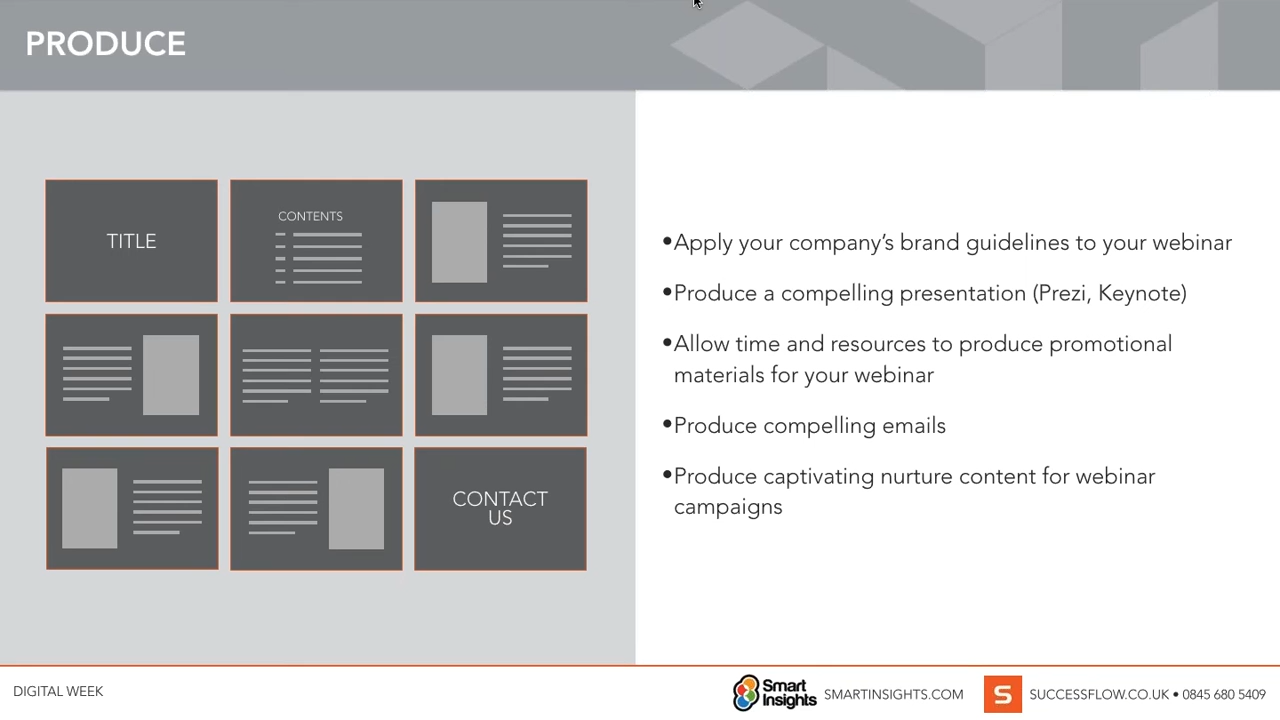 PRODUCE
TITLE
CONTENTS
CONTACT
US
•Apply your company’s brand guidelines to your webinar
•Produce a compelling presentation (Prezi, Keynote)
•Allow time and resources to produce promotional
materials for your webinar
•Produce compelling emails
•Produce captivating nurture content for webinar
campaigns
DIGITAL WEEK
Smart
Insights
SMARTINSIGHTS.COM
S
SUCCESSFLOW.CO.UK • 0845 680 5409